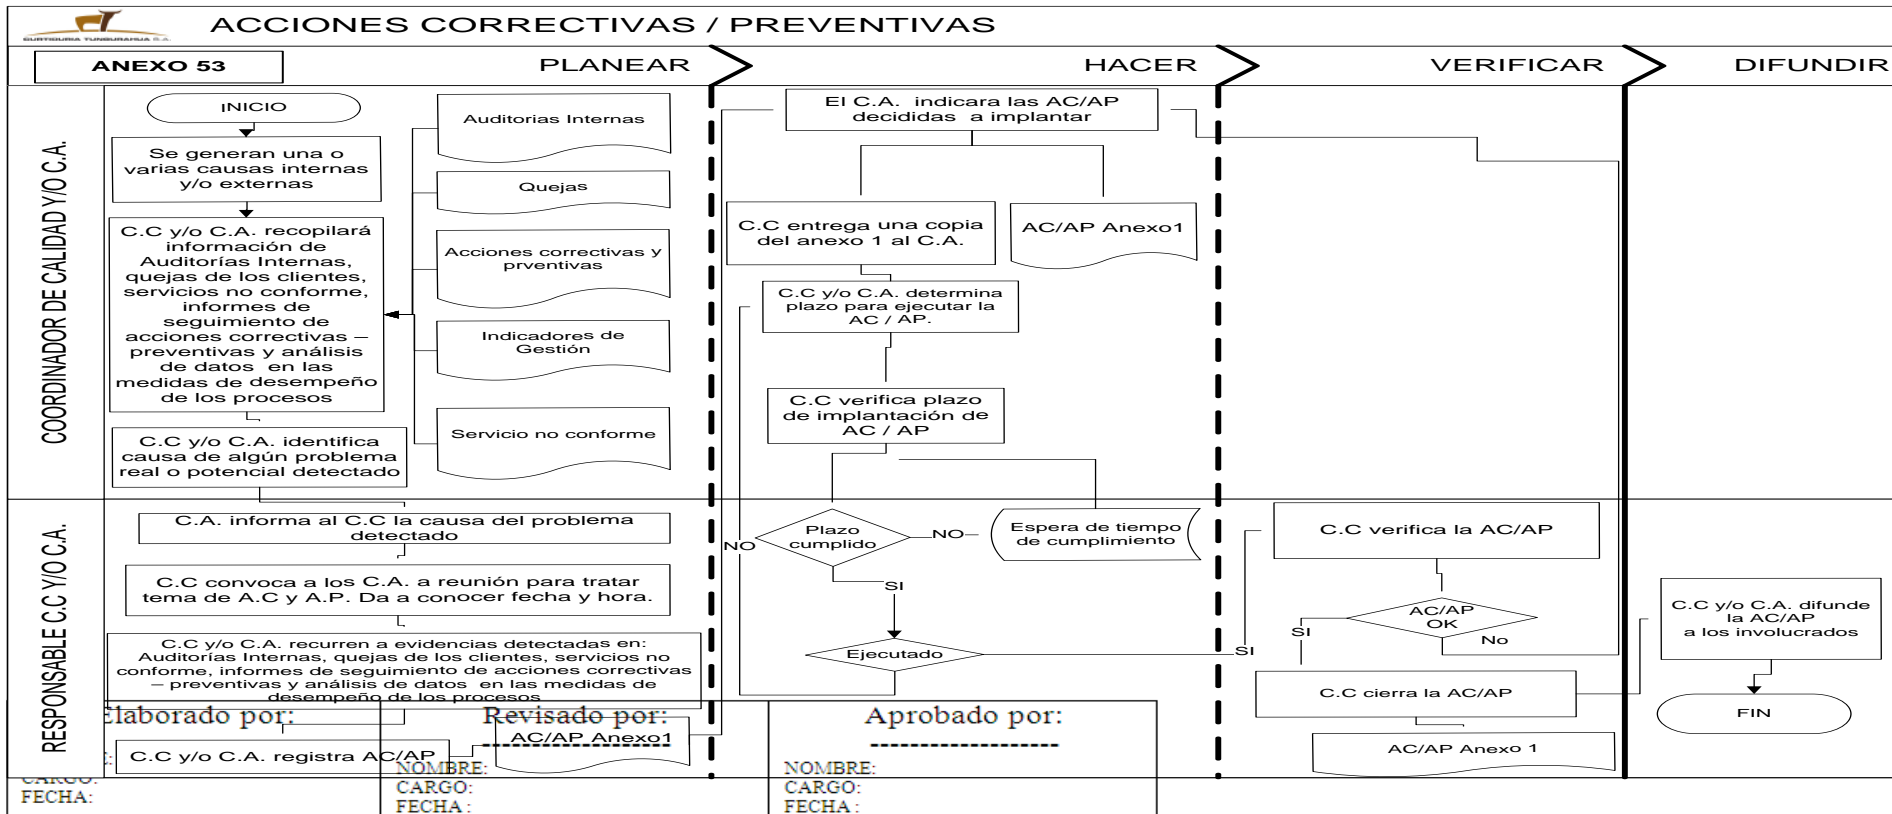 CURTIDURIA TUNGURAHUA S.A.
ACCIONES CORRECTIVAS / PREVENTIVAS
ANEXO 53
PLANEAR
HACER
VERIFICAR
DIFUNDIR
COORDINADOR DE CALIDAD Y/O C.A.
INICIO
Se generan una o
varias causas internas
y/o externas
C.C y/o C.A. recopilará
información de
Auditorías Internas,
quejas de los clientes,
servicios no conforme,
informes de
seguimiento de
acciones correctivas –
preventivas y análisis
de datos en las
medidas de desempeño
de los procesos
C.C y/o C.A. identifica
causa de algún problema
real o potencial detectado
Auditorias Internas
Quejas
Acciones correctivas y
prventivas
Indicadores de
Gestión
Servicio no conforme
El C.A. indicara las AC/AP
decididas a implantar
C.C entrega una copia
del anexo 1 al C.A.
AC/AP Anexo1
C.C y/o C.A. determina
plazo para ejecutar la
AC / AP.
C.C verifica plazo
de implantación de
AC / AP
RESPONSABLE C.C Y/O C.A.
C.A. informa al C.C la causa del problema
detectado
C.C convoca a los C.A. a reunión para tratar
tema de A.C y A.P. Da a conocer fecha y hora.
C.C y/o C.A. recurren a evidencias detectadas en:
Auditorías Internas, quejas de los clientes, servicios no
conforme, informes de seguimiento de acciones correctivas
– preventivas y análisis de datos en las medidas de
desempeño de los procesos
C.C y/o C.A. registra AC/AP
AC/AP Anexo1
NO
Plazo
cumplido
NO
Espera de tiempo
de cumplimiento
SI
Ejecutado
SI
C.C verifica la AC/AP
AC/AP
OK
SI
No
C.C cierra la AC/AP
AC/AP Anexo 1
C.C y/o C.A. difunde
la AC/AP
a los involucrados
FIN
Elaborado por:
Revisado por:
Aprobado por:
-------------------
-------------------
NOMBRE:
NOMBRE:
CARGO:
CARGO:
CARGO:
FECHA:
FECHA :
FECHA :